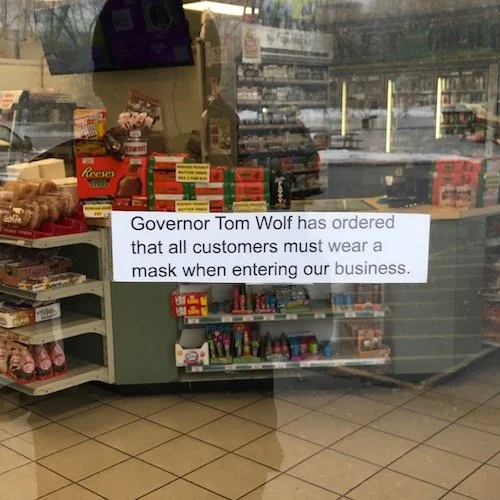 Reese's
Governor Tom Wolf has ordered
that all customers must wear a
mask when entering our business.